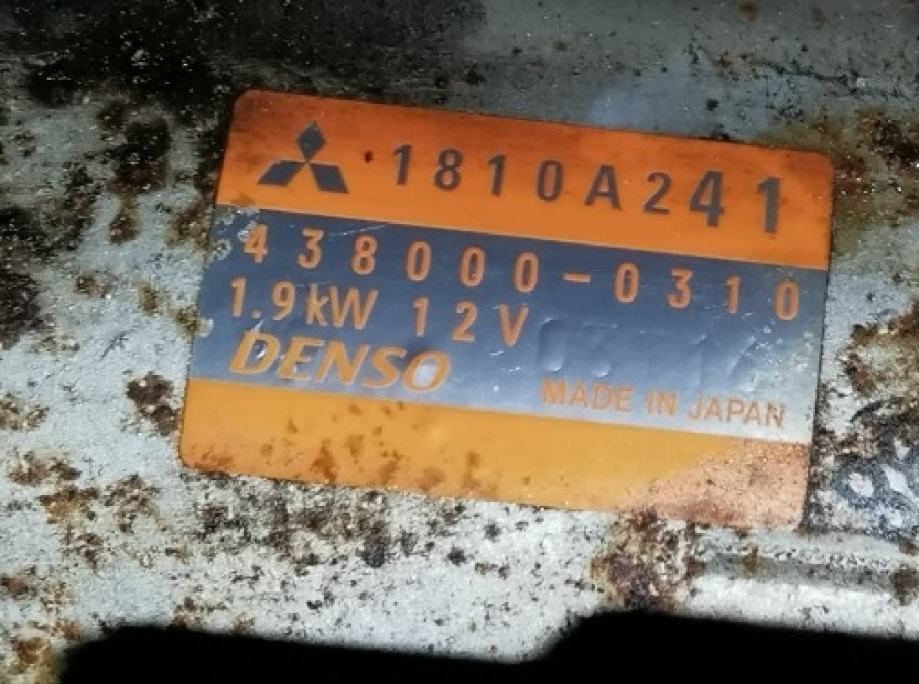 1810A241
438000-0310
1.9kW 12V
DENSO
MADE IN JAPAN